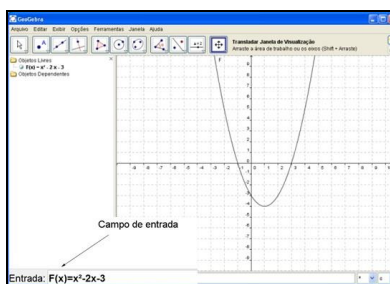 GeoGebra
Arquivo Editar Exibir Opções Ferramentas Janela Ajuda
Transladar Janela de Visualização
Arraste a área de trabalho ou os eixos (Shift + Arraste)
Objetos Livres
F(x) = x² - 2 x - 3
Objetos Dependentes
Campo de entrada
Entrada: F(x)=x²-2x-3